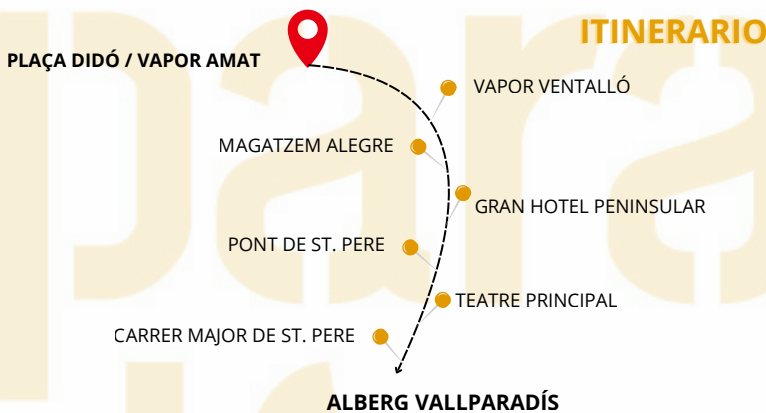 ITINERARIO
PLAÇA DIDÓ / VAPOR AMAT
VAPOR VENTALLÓ
MAGATZEM ALEGRE
GRAN HOTEL PENINSULAR
PONT DE ST. PERE
TEATRE PRINCIPAL
CARRER MAJOR DE ST. PERE
ALBERG VALLPARADÍS